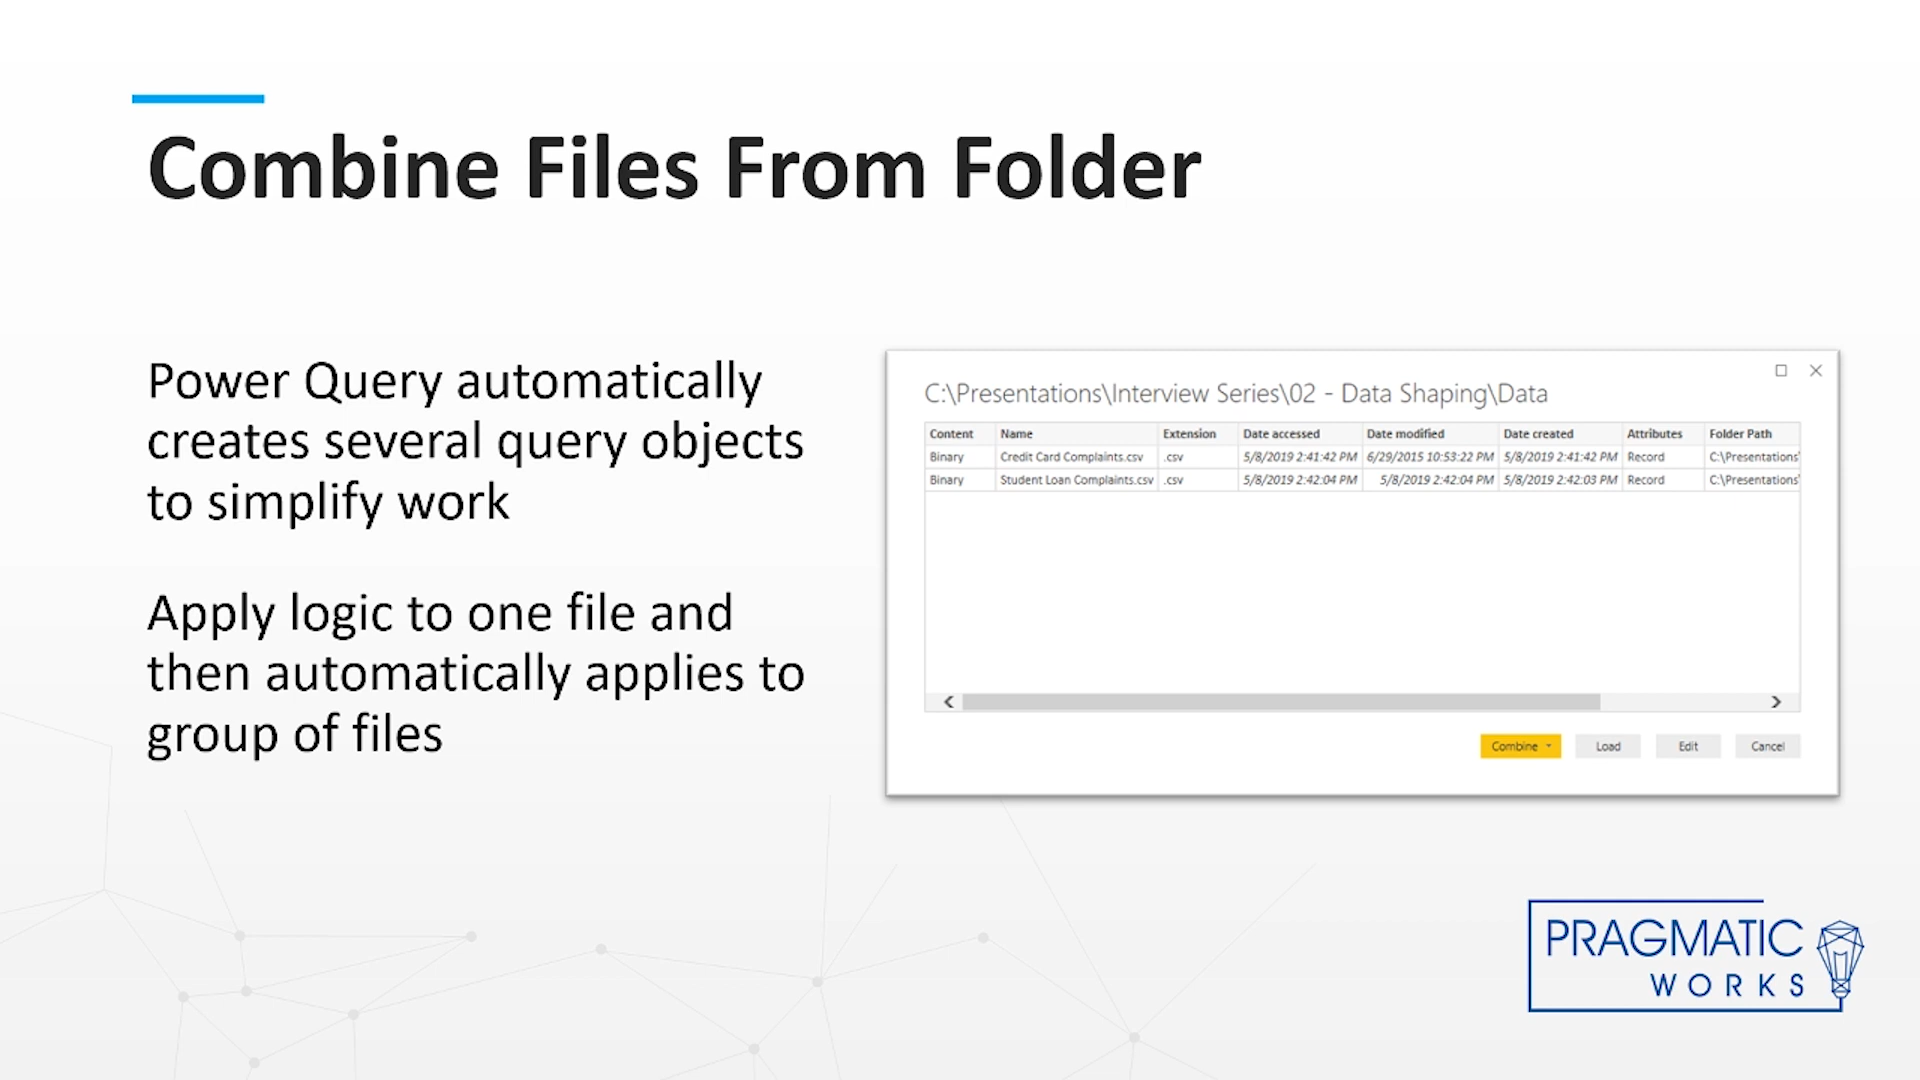 Combine Files From Folder
Power Query automatically
creates several query objects
to simplify work
Apply logic to one file and
then automatically applies to
group of files
C:\Presentations\Interview Series\02 - Data Shaping\Data
Content Name Extension Date accessed Date modified Date created Attributes Folder Path
Binary Credit Card Complaints.csv .csv 5/8/2019 2:41:42 PM 6/29/2015 10:53:22 PM 5/8/2019 2:41:42 PM Record C:\Presentations\
Binary Student Loan Complaints.csv .csv 5/8/2019 2:42:04 PM 5/8/2019 2:42:04 PM 5/8/2019 2:42:03 PM Record C:\Presentations\
Combine Load Edit Cancel
PRAGMATIC
WORKS